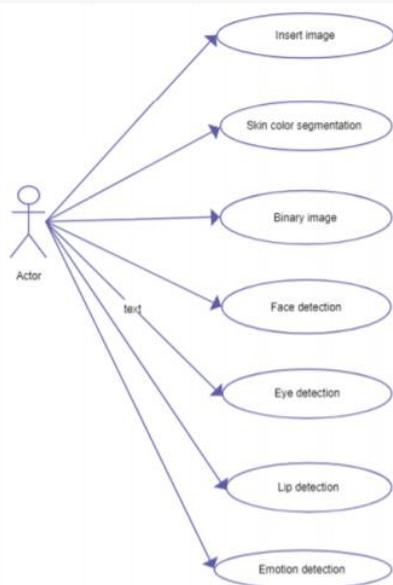 Insert image
Skin color segmentation
Binary image
Actor
Face detection
text
Eye detection
Lip detection
Emotion detection